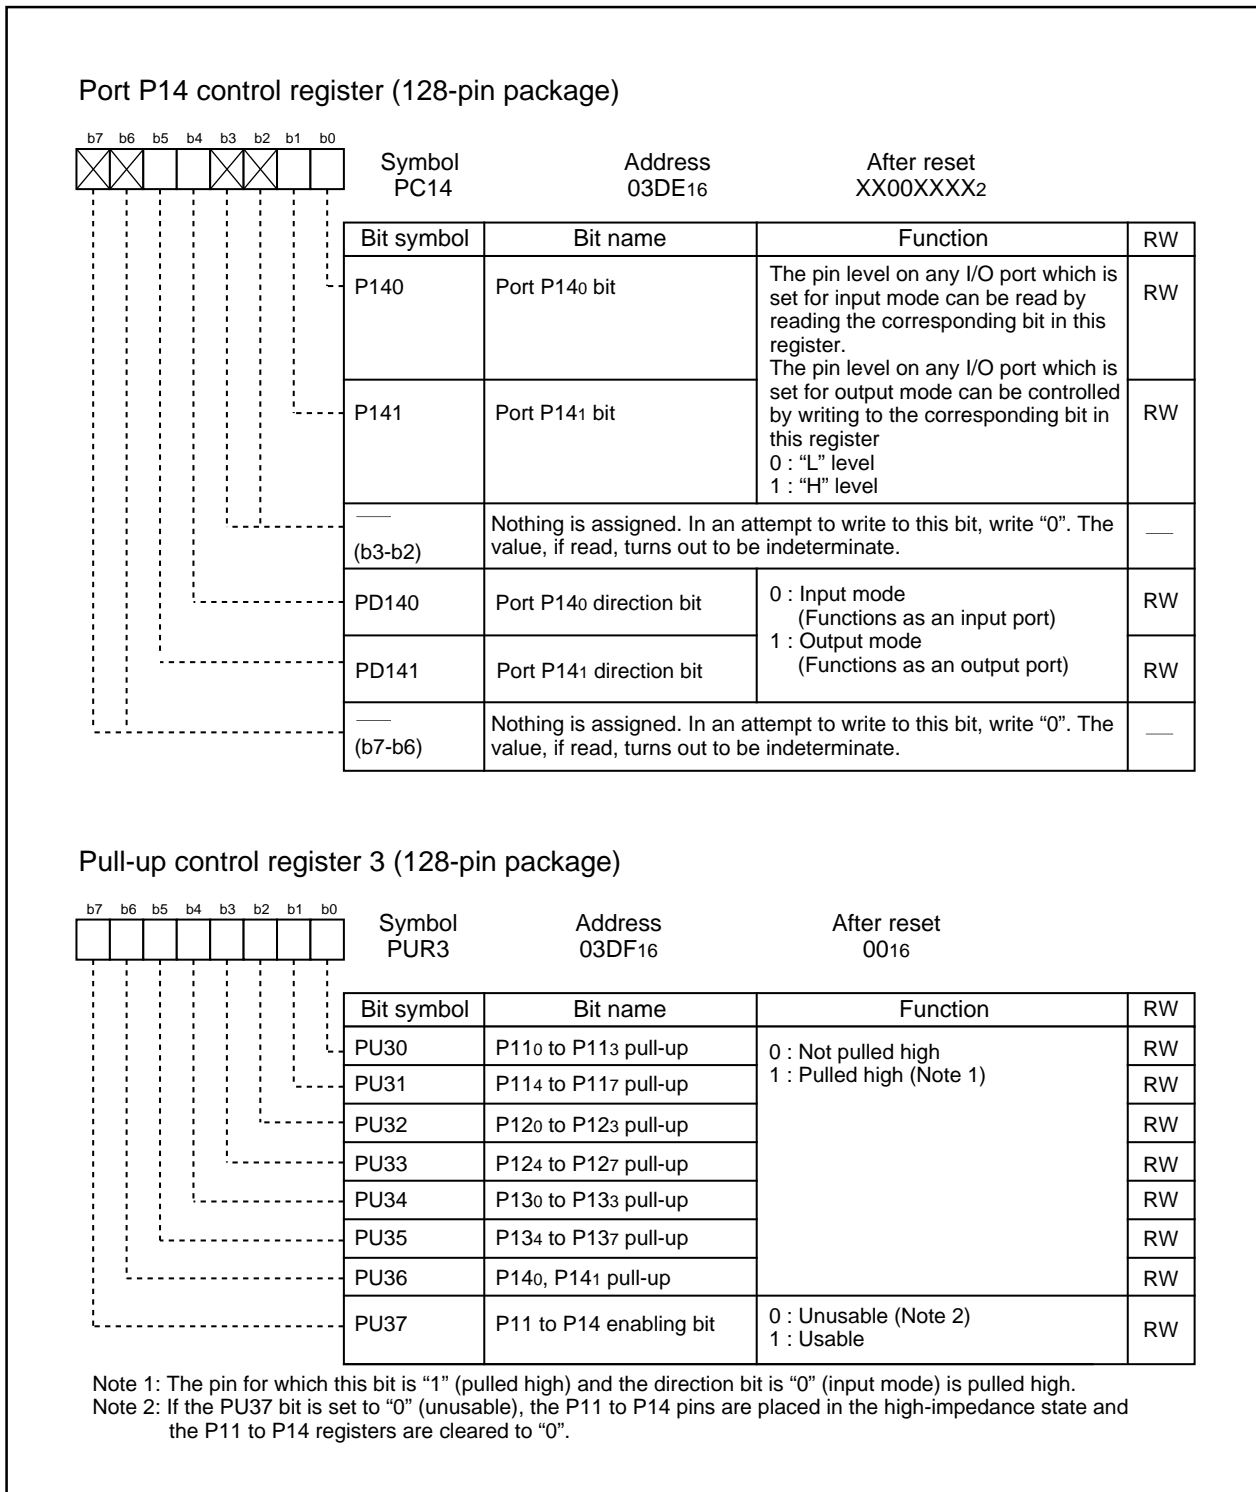 Port P14 control register (128-pin package)
b7 b6 b5 b4 b3 b2 b1 b0
Symbol Address After reset
PC14 03DE16 XX00XXXX2
Bit symbol Bit name Function RW
P140 Port P140 bit The pin level on any I/O port which is RW
set for input mode can be read by
reading the corresponding bit in this
register.
The pin level on any I/O port which is
set for output mode can be controlled
P141 Port P141 bit by writing to the corresponding bit in RW
this register
0 : “L” level
1 : “H” level
(b3-b2) Nothing is assigned. In an attempt to write to this bit, write “0”. The
value, if read, turns out to be indeterminate.
PD140 Port P140 direction bit 0 : Input mode RW
(Functions as an input port)
1 : Output mode
PD141 Port P141 direction bit (Functions as an output port) RW
(b7-b6) Nothing is assigned. In an attempt to write to this bit, write “0”. The
value, if read, turns out to be indeterminate.
Pull-up control register 3 (128-pin package)
b7 b6 b5 b4 b3 b2 b1 b0
Symbol Address After reset
PUR3 03DF16 0016
Bit symbol Bit name Function RW
PU30 P110 to P113 pull-up 0 : Not pulled high RW
PU31 P114 to P117 pull-up 1 : Pulled high (Note 1) RW
PU32 P120 to P123 pull-up RW
PU33 P124 to P127 pull-up RW
PU34 P130 to P133 pull-up RW
PU35 P134 to P137 pull-up RW
PU36 P140, P141 pull-up RW
PU37 P11 to P14 enabling bit 0 : Unusable (Note 2) RW
1 : Usable
Note 1: The pin for which this bit is “1” (pulled high) and the direction bit is “0” (input mode) is pulled high.
Note 2: If the PU37 bit is set to “0” (unusable), the P11 to P14 pins are placed in the high-impedance state and
the P11 to P14 registers are cleared to “0”.